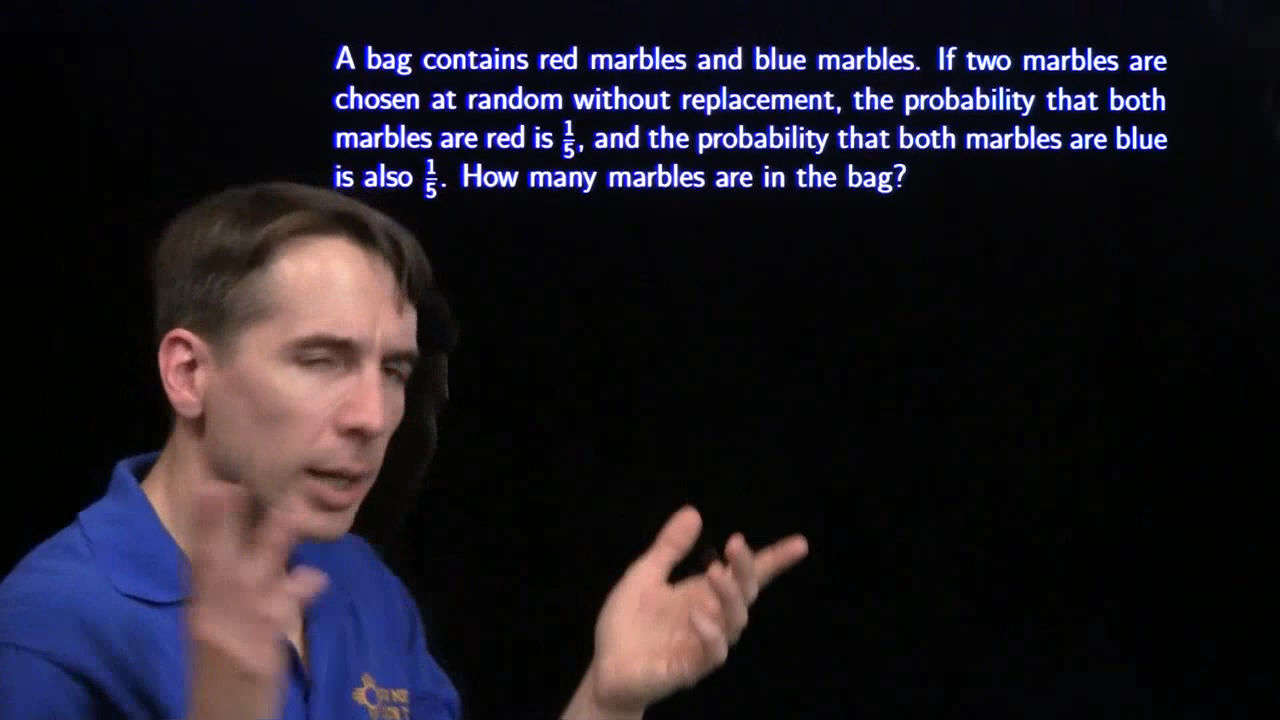 A bag contains red marbles and blue marbles. If two marbles are
chosen at random without replacement, the probability that both
marbles are red is 1/5, and the probability that both marbles are blue
is also 1/5. How many marbles are in the bag?